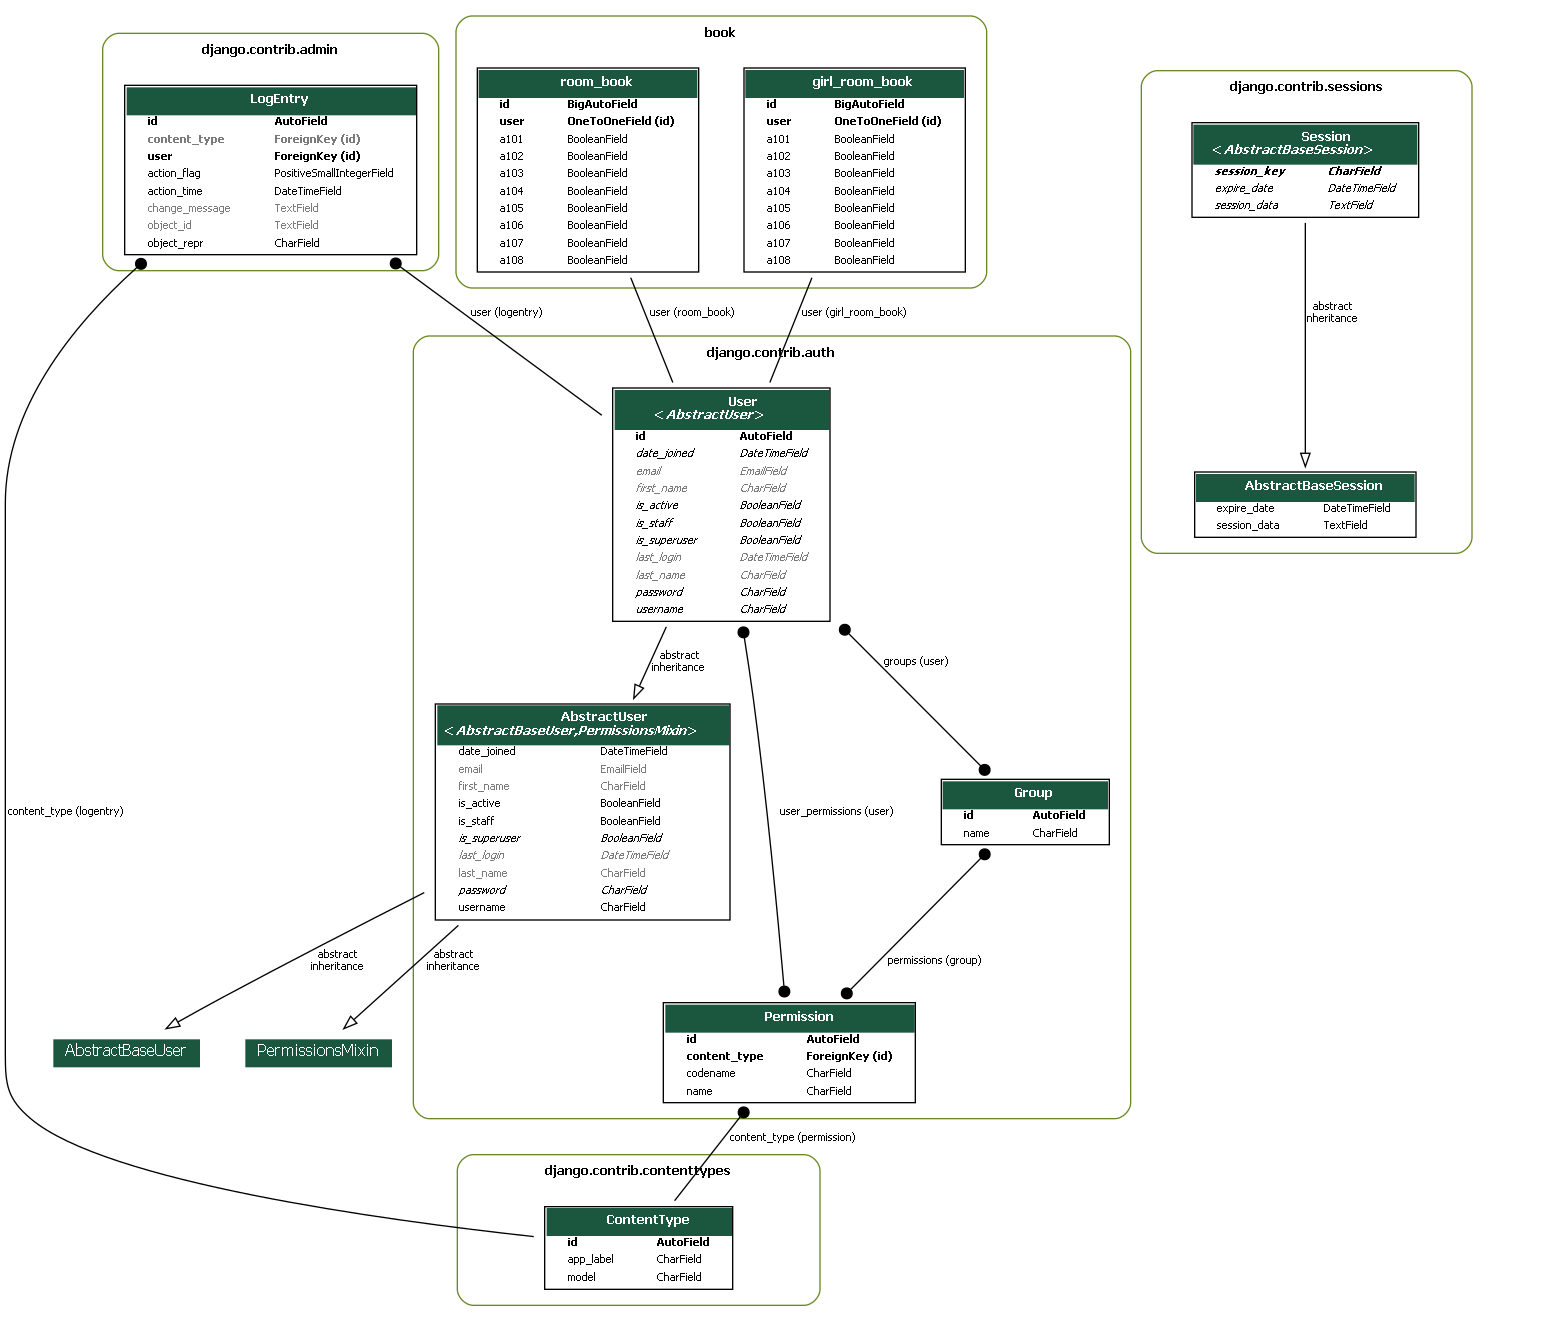 django.contrib.admin
LogEntry
id AutoField
content_type ForeignKey (id)
user ForeignKey (id)
action_flag PositiveSmallIntegerField
action_time DateTimeField
change_message TextField
object_id TextField
object_repr CharField
book
room_book
id BigAutoField
user OneToOneField (id)
a101 BooleanField
a102 BooleanField
a103 BooleanField
a104 BooleanField
a105 BooleanField
a106 BooleanField
a107 BooleanField
a108 BooleanField
girl_room_book
id BigAutoField
user OneToOneField (id)
a101 BooleanField
a102 BooleanField
a103 BooleanField
a104 BooleanField
a105 BooleanField
a106 BooleanField
a107 BooleanField
a108 BooleanField
django.contrib.sessions
Session
<AbstractBaseSession>
session_key CharField
expire_date DateTimeField
session_data TextField
abstract
nheritance
AbstractBaseSession
expire_date DateTimeField
session_data TextField
user (logentry)
user (room_book)
user (girl_room_book)
django.contrib.auth
User
<AbstractUser>
id AutoField
date_joined DateTimeField
email EmailField
first_name CharField
is_active BooleanField
is_staff BooleanField
is_superuser BooleanField
last_login DateTimeField
last_name CharField
password CharField
username CharField
abstract
inheritance
groups (user)
AbstractUser
<AbstractBaseUser,PermissionsMixin>
date_joined DateTimeField
email EmailField
first_name CharField
is_active BooleanField
is_staff BooleanField
is_superuser BooleanField
last_login DateTimeField
last_name CharField
password CharField
username CharField
content_type (logentry)
user_permissions (user)
Group
id AutoField
name CharField
abstract
inheritance
abstract
inheritance
permissions (group)
AbstractBaseUser
PermissionsMixin
Permission
id AutoField
content_type ForeignKey (id)
codename CharField
name CharField
content_type (permission)
django.contrib.contenttypes
ContentType
id AutoField
app_label CharField
model CharField